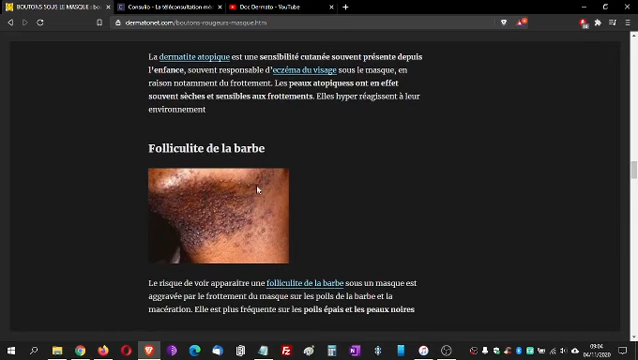 BOUTONS SOUS LE MASQUE : bo
Consulib - La téléconsultation mé
Doc Dermato - YouTube
dermatonet.com/boutons-rougeurs-masque.htm
La dermatite atopique est une sensibilité cutanée souvent présente depuis
l'enfance, souvent responsable d'eczéma du visage sous le masque, en
raison notamment du frottement. Les peaux atopiquess ont en effet
souvent sèches et sensibles aux frottements. Elles hyper réagissent à leur
environnement
Folliculite de la barbe
Le risque de voir apparaitre une folliculite de la barbe sous un masque est
aggravée par le frottement du masque sur les poils de la barbe et la
macération. Elle est plus fréquente sur les poils épais et les peaux noires
09:04
04/11/2020